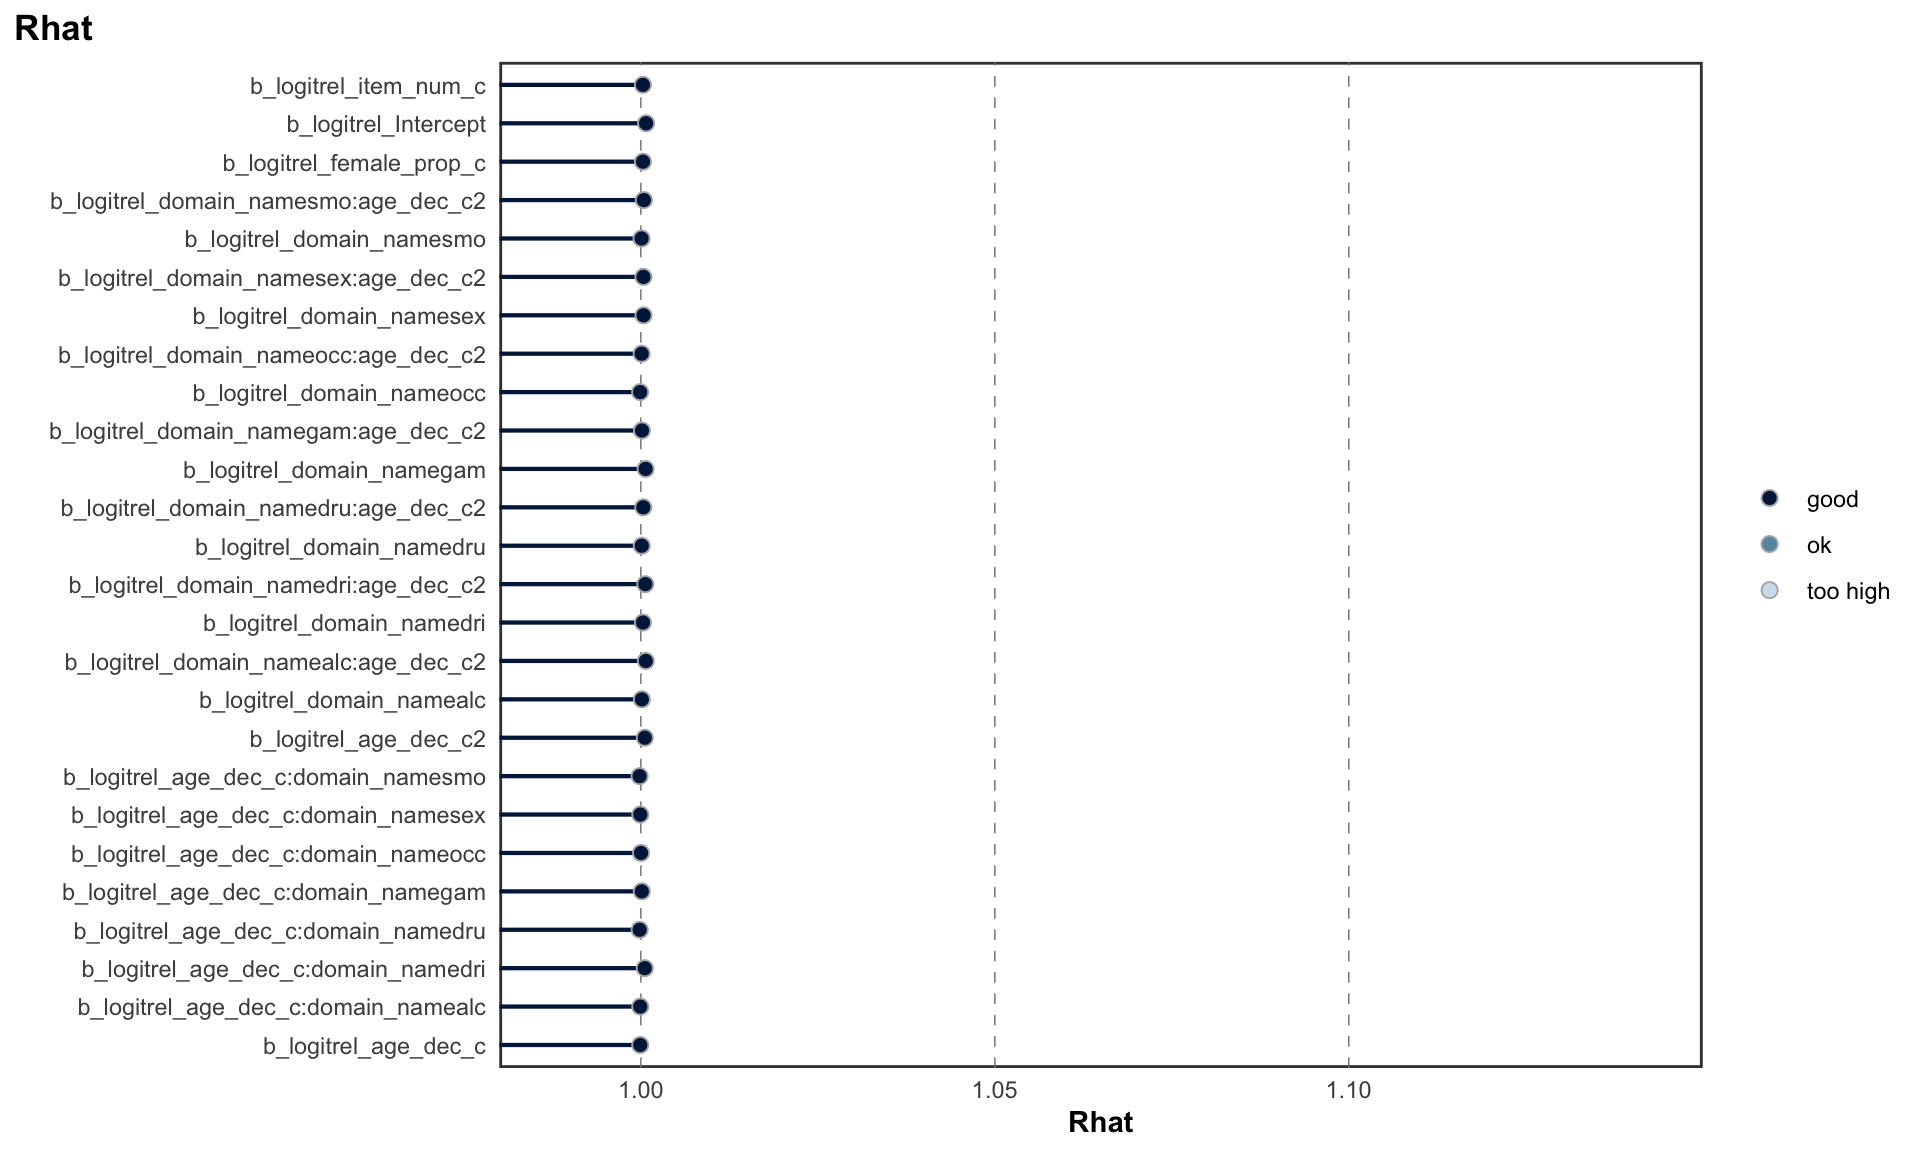 Rhat
b_logitrel_item_num_c
b_logitrel_Intercept
b_logitrel_female_prop_c
b_logitrel_domain_namesmo:age_dec_c2
b_logitrel_domain_namesmo
b_logitrel_domain_namesex:age_dec_c2
b_logitrel_domain_namesex
b_logitrel_domain_nameocc:age_dec_c2
b_logitrel_domain_nameocc
b_logitrel_domain_namegam:age_dec_c2
b_logitrel_domain_namegam
b_logitrel_domain_namedru:age_dec_c2
b_logitrel_domain_namedru
b_logitrel_domain_namedri:age_dec_c2
b_logitrel_domain_namedri
b_logitrel_domain_namealc:age_dec_c2
b_logitrel_domain_namealc
b_logitrel_age_dec_c2
b_logitrel_age_dec_c:domain_namesmo
b_logitrel_age_dec_c:domain_namesex
b_logitrel_age_dec_c:domain_nameocc
b_logitrel_age_dec_c:domain_namegam
b_logitrel_age_dec_c:domain_namedru
b_logitrel_age_dec_c:domain_namedri
b_logitrel_age_dec_c:domain_namealc
b_logitrel_age_dec_c
1.00 1.05 1.10
Rhat
good
ok
too high